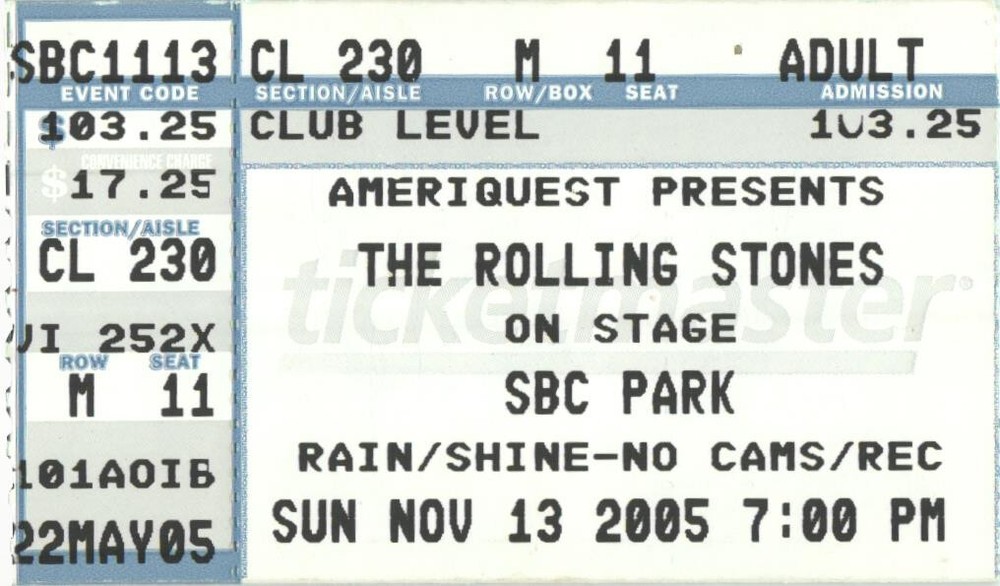 SBC1113
EVENT CODE
$103.25
CONVENIENCE CHARGE
$17.25
SECTION/AISLE
CL 230
VI 252X
ROW SEAT
M 11
101AOIB
22MAY05
CL 230 M 11 ADULT
SECTION/AISLE ROW/BOX SEAT ADMISSION
CLUB LEVEL 103.25
AMERIQUEST PRESENTS
THE ROLLING STONES
ticketmaster®
ON STAGE
SBC PARK
RAIN/SHINE-NO CAMS/REC
SUN NOV 13 2005 7:00 PM